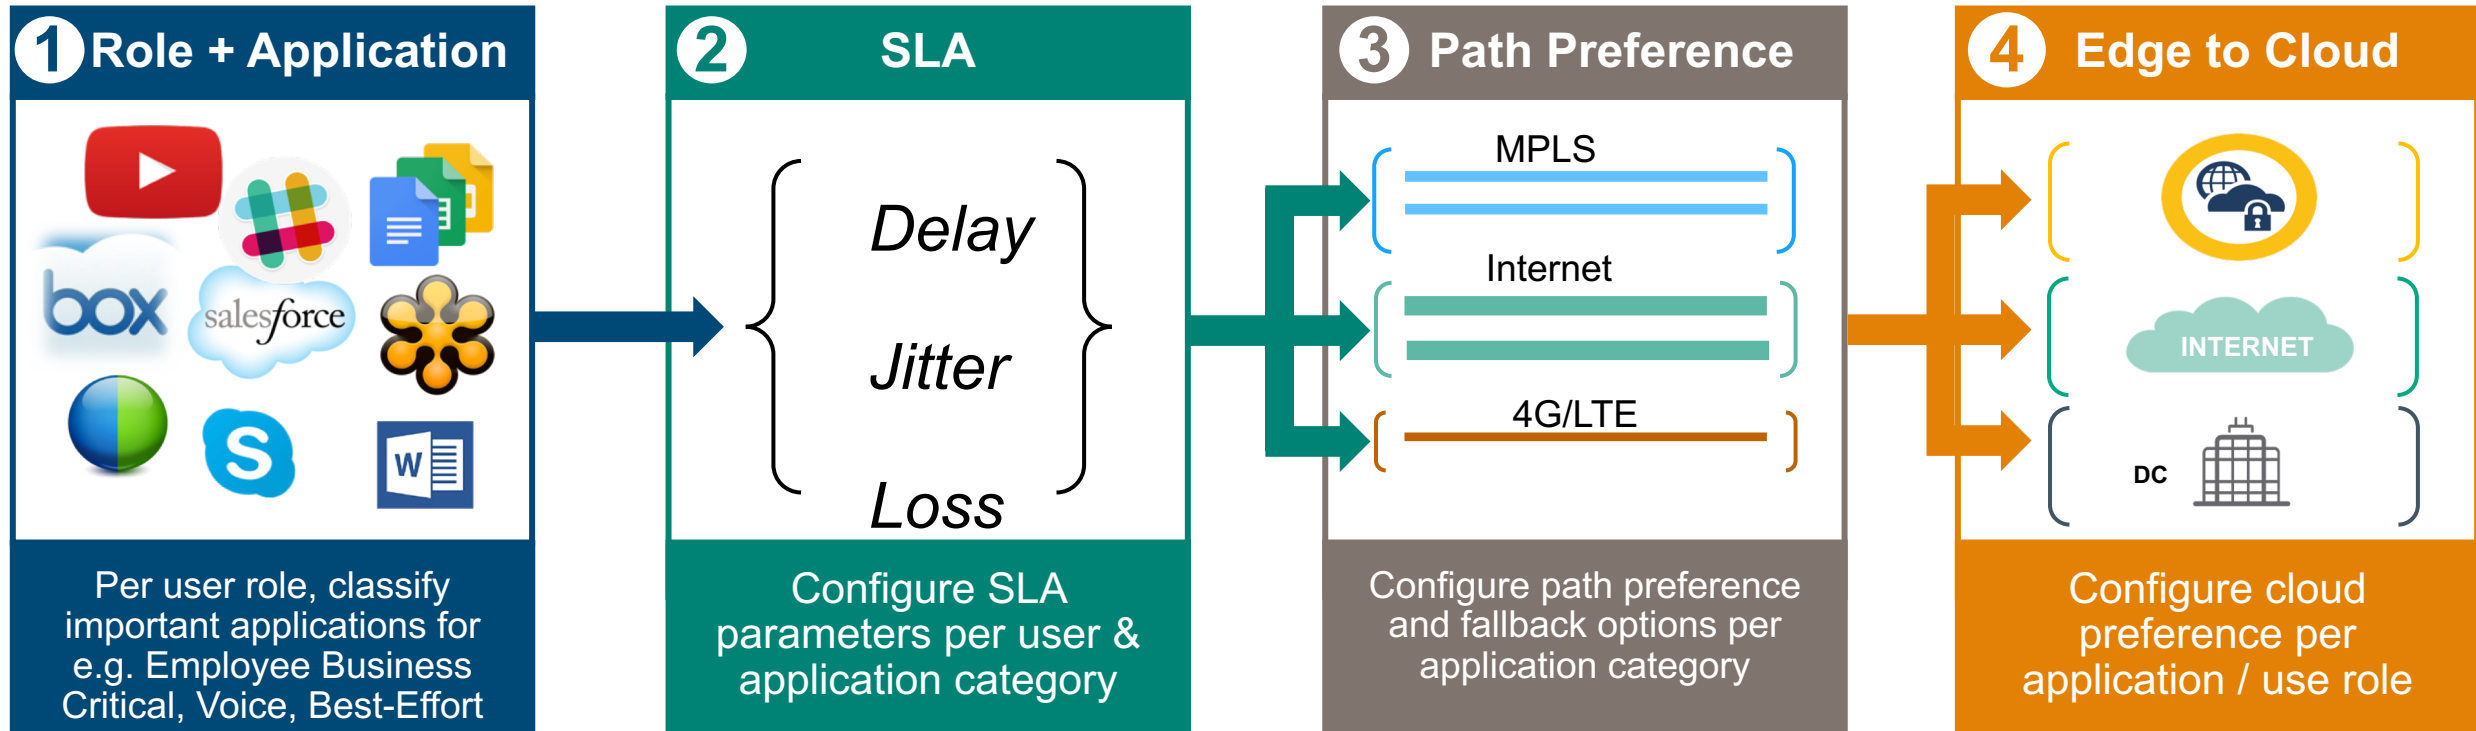 1 Role + Application
box
salesforce
S
W
Per user role, classify
important applications for
e.g. Employee Business
Critical, Voice, Best-Effort
2 SLA
Delay
Jitter
Loss
Configure SLA
parameters per user &
application category
3 Path Preference
MPLS
Internet
4G/LTE
Configure path preference
and fallback options per
application category
4 Edge to Cloud
INTERNET
DC
Configure cloud
preference per
application / use role